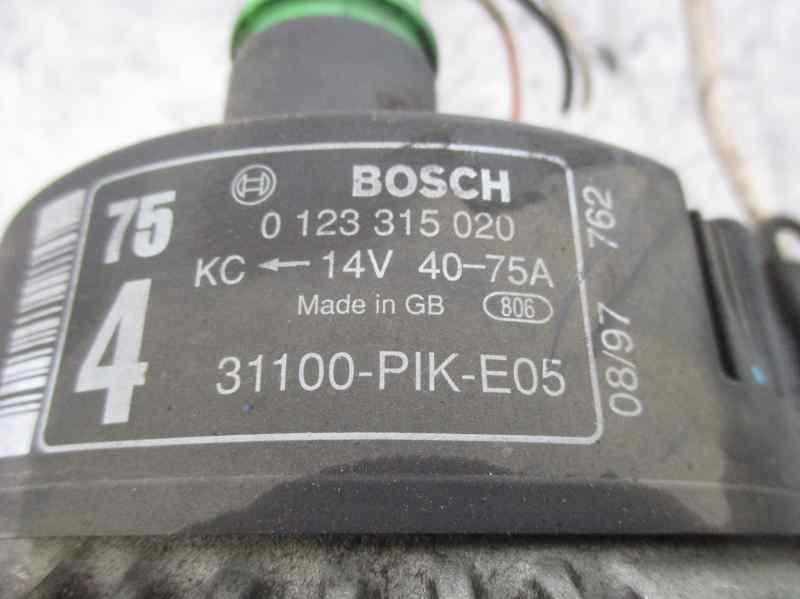 75
4
BOSCH
0 123 315 020
KC ← 14V 40-75A
Made in GB 806
31100-PIK-E05
08/97 762